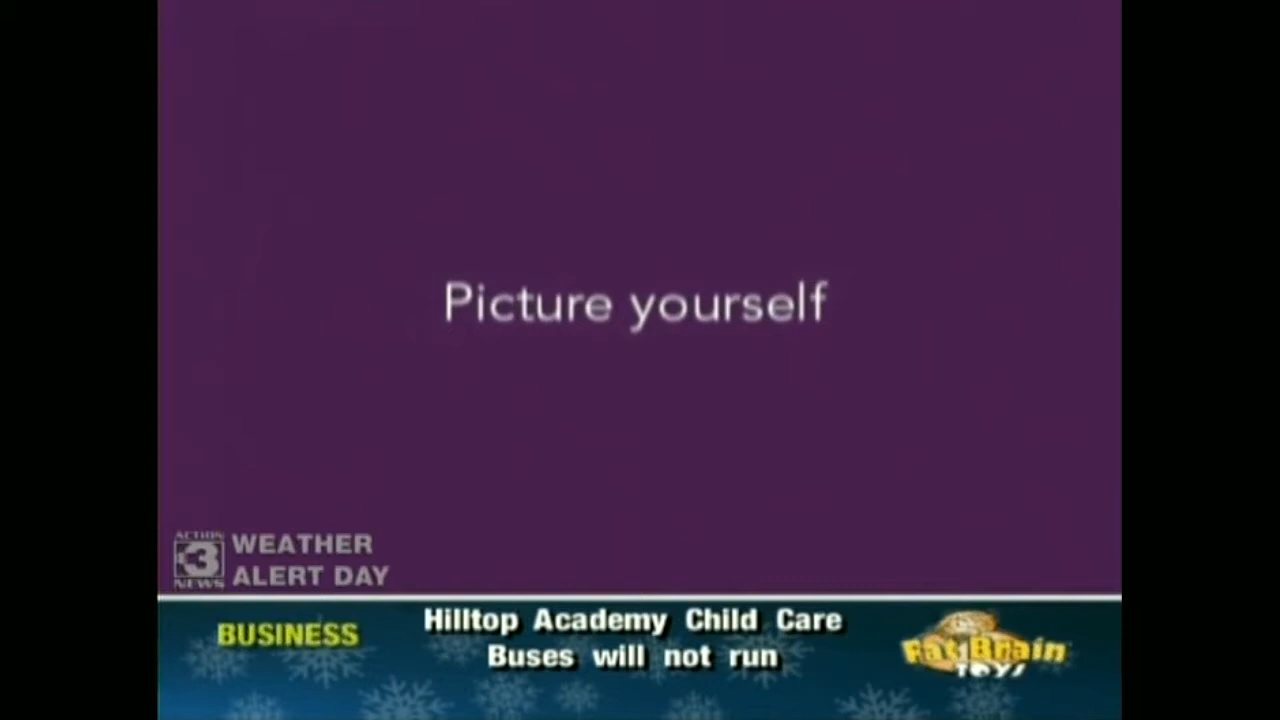 Picture yourself
ACTION
3
NEWS
WEATHER
ALERT DAY
BUSINESS
Hilltop Academy Child Care
Buses will not run
Fat Brain
TOYS